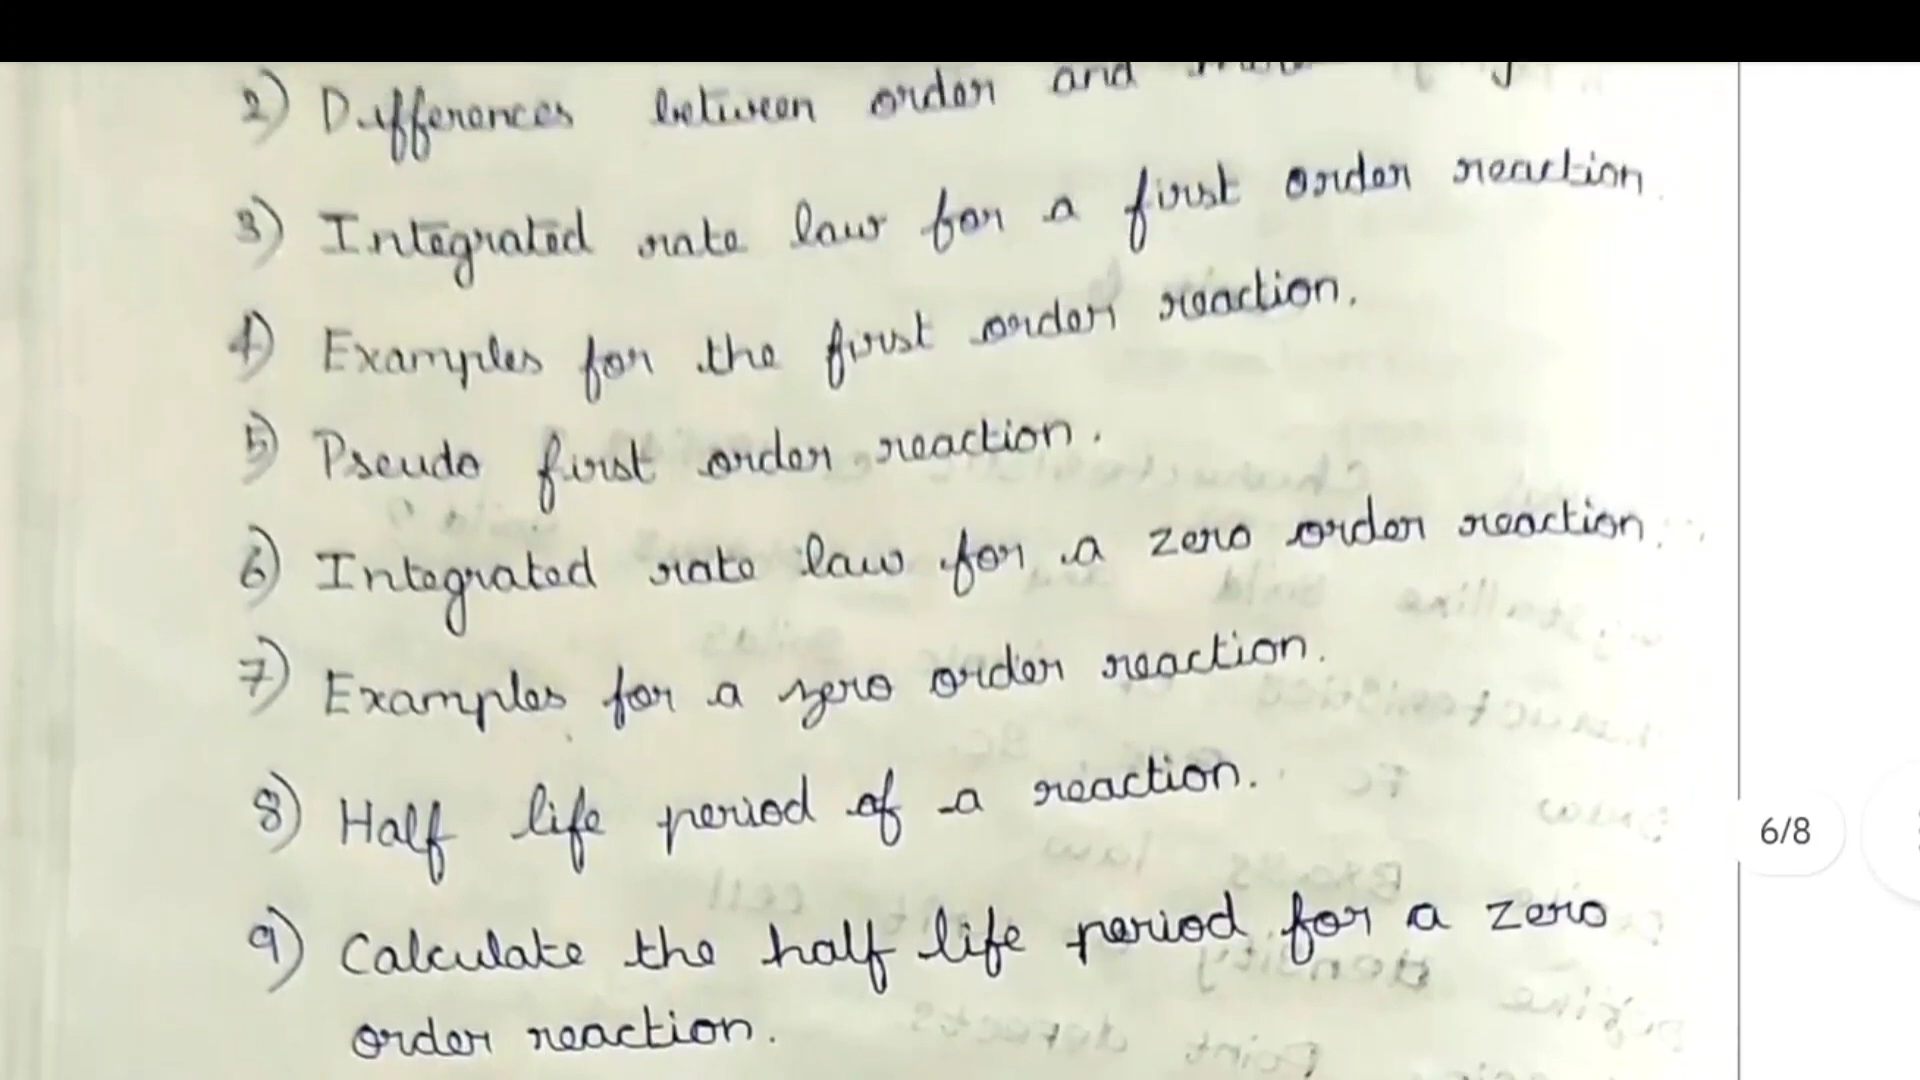 2) Differences between order and
3) Integrated rate law for a first order reaction.
4) Examples for the first order reaction.
5) Pseudo first order reaction.
6) Integrated rate law for a zero order reaction.
7) Examples for a zero order reaction.
8) Half life period of a reaction.
6/8
9) Calculate the half life period for a zero
order reaction.